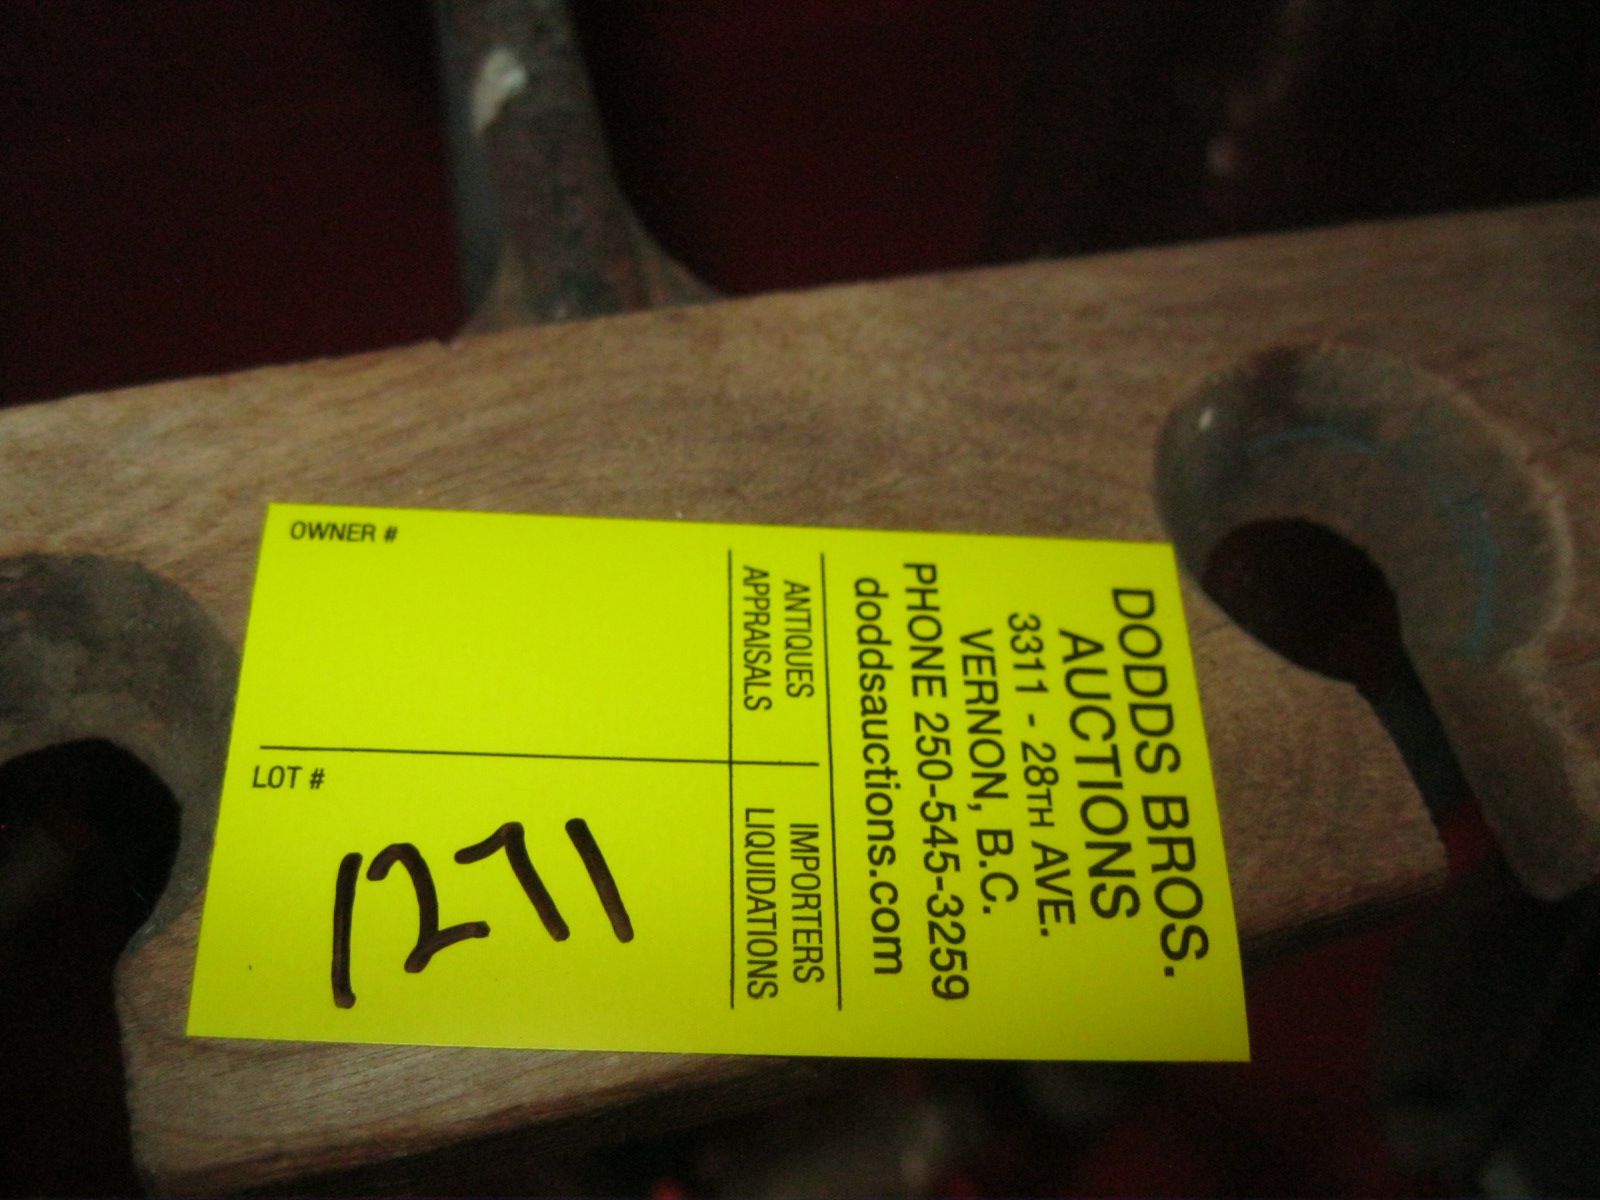 DODDS BROS.
AUCTIONS
3311 - 28TH AVE.
VERNON, B.C.
PHONE 250-545-3259
doddsauctions.com
ANTIQUES
APPRAISALS
IMPORTERS
LIQUIDATIONS
OWNER #
LOT #
1271